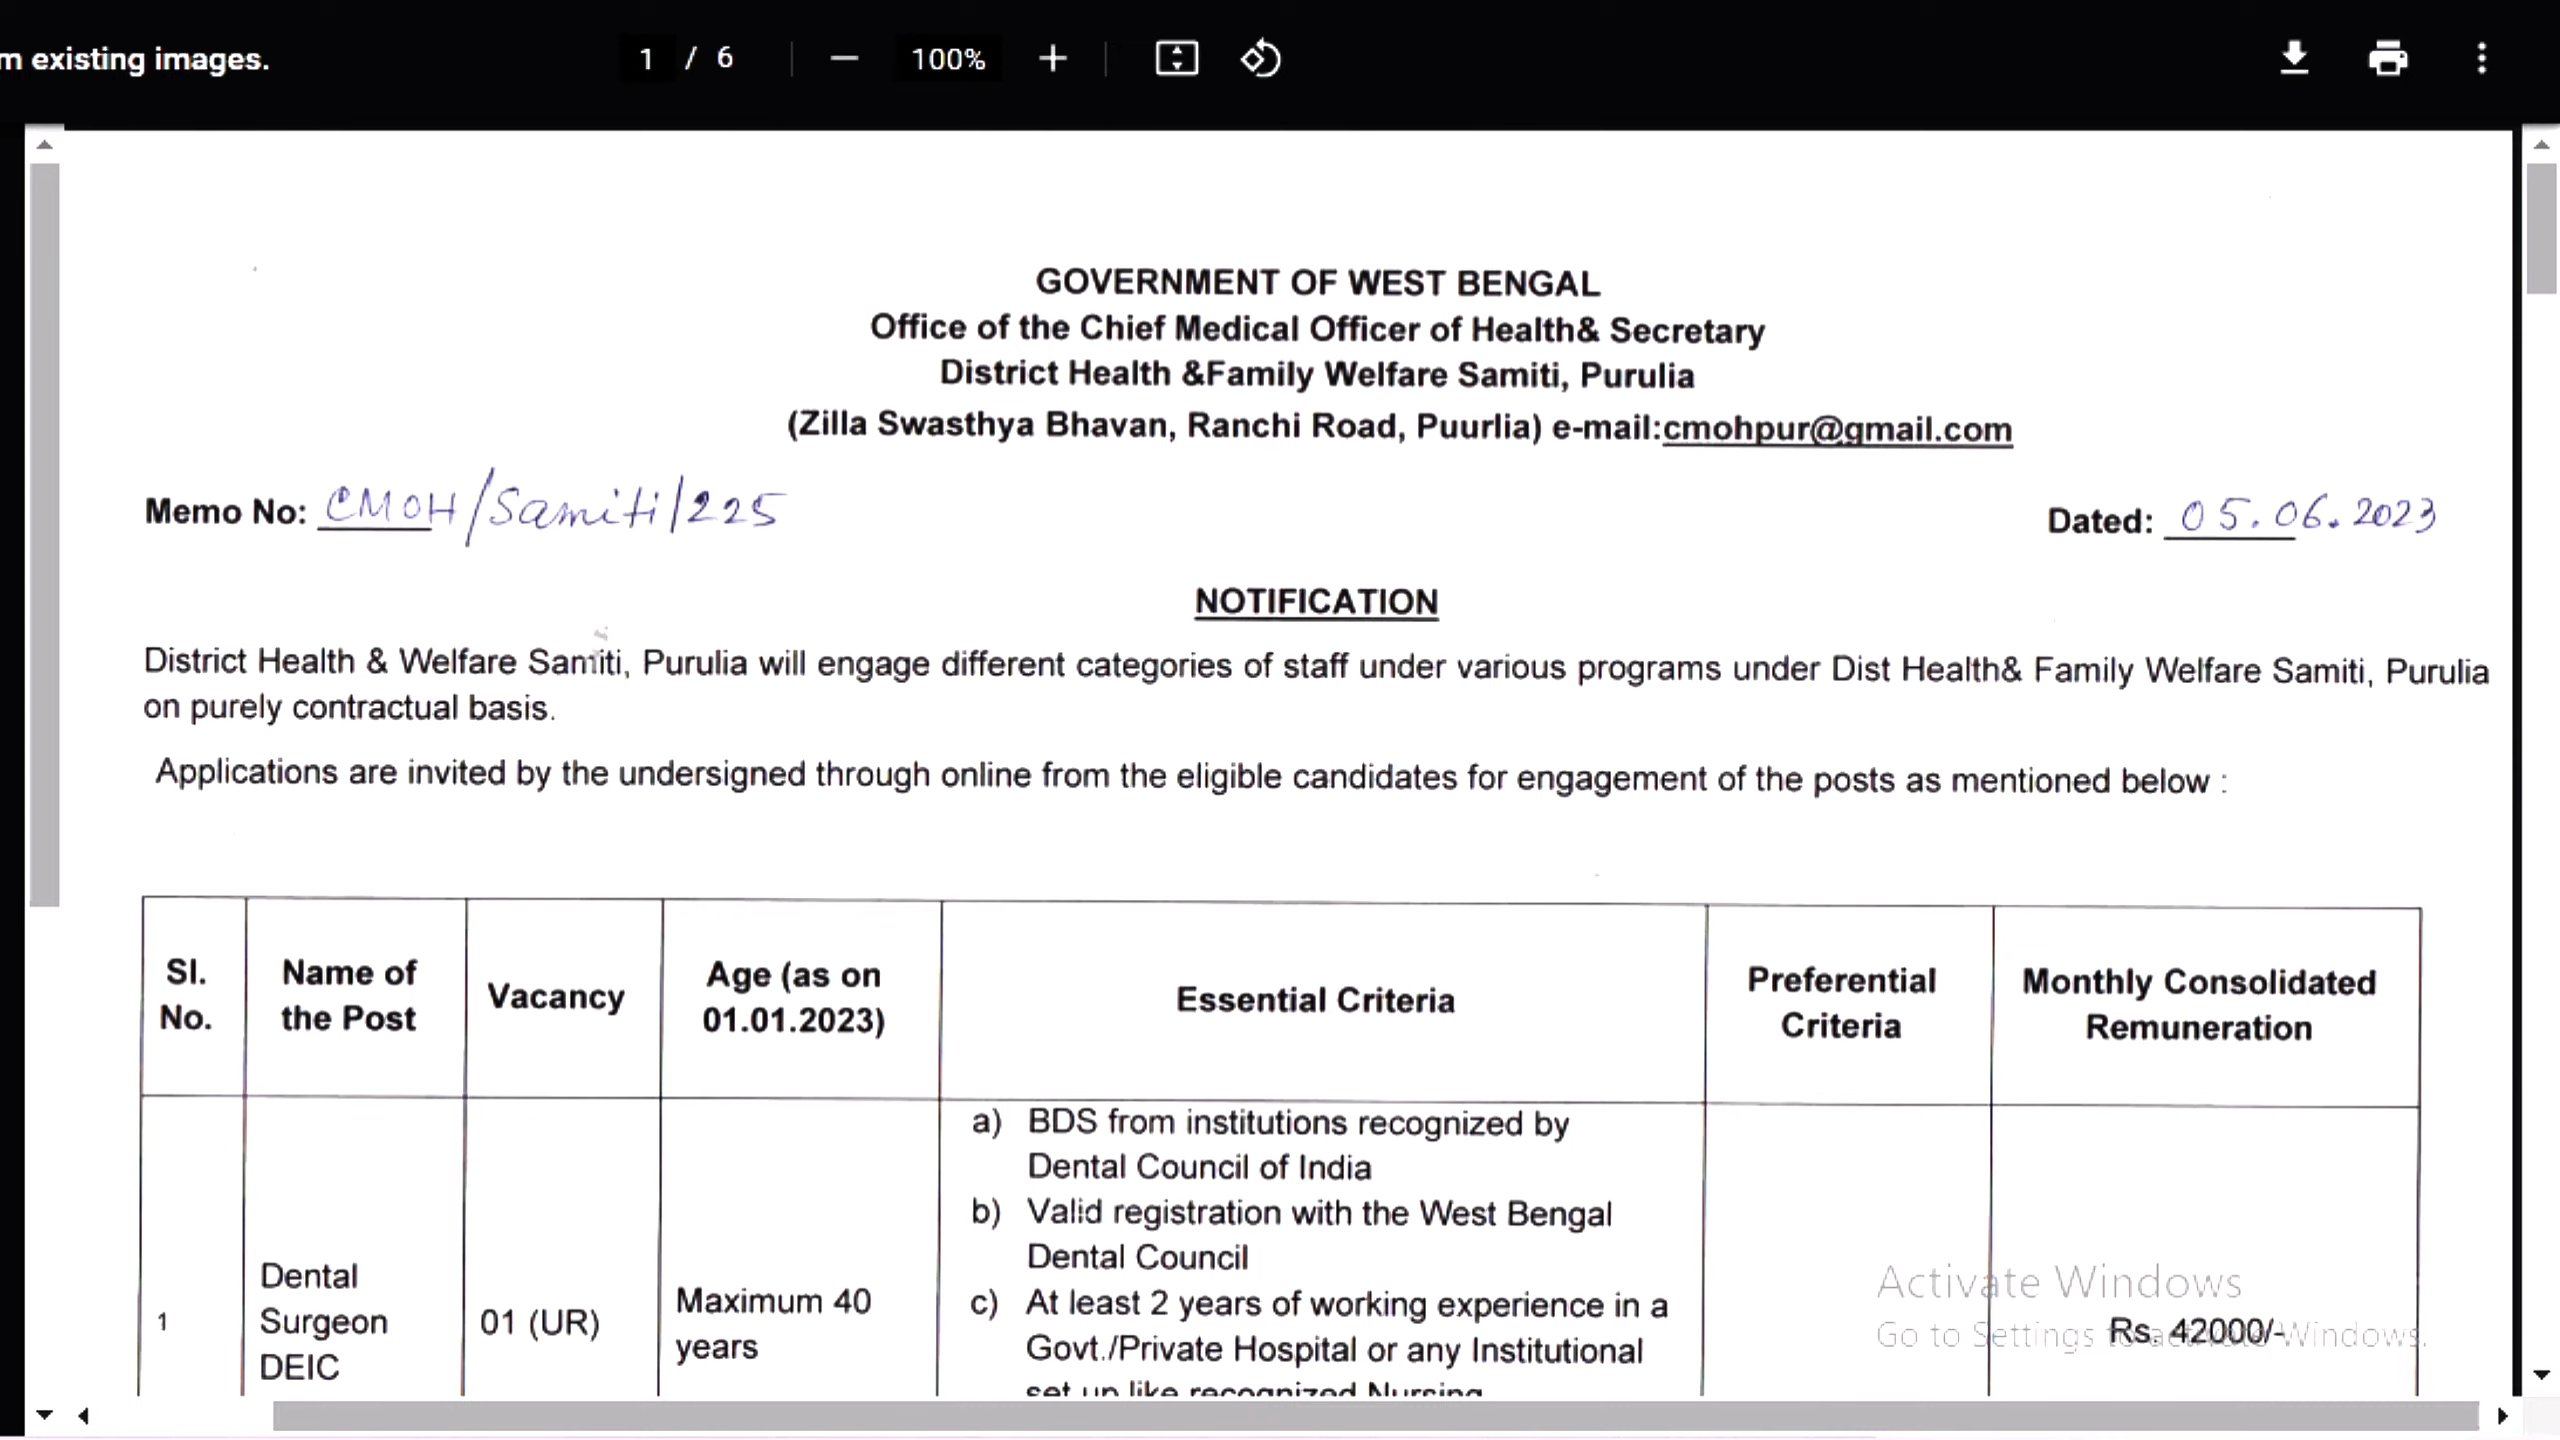 m existing images.
1 / 6
100%
GOVERNMENT OF WEST BENGAL
Office of the Chief Medical Officer of Health& Secretary
District Health &Family Welfare Samiti, Purulia
(Zilla Swasthya Bhavan, Ranchi Road, Puurlia) e-mail:cmohpur@gmail.com
Memo No: CMOH/Samiti/225
Dated: 05.06.2023
NOTIFICATION
District Health & Welfare Samiti, Purulia will engage different categories of staff under various programs under Dist Health& Family Welfare Samiti, Purulia
on purely contractual basis.
Applications are invited by the undersigned through online from the eligible candidates for engagement of the posts as mentioned below :
Sl.
No.
Name of
the Post
Vacancy
Age (as on
01.01.2023)
Essential Criteria
Preferential
Criteria
Monthly Consolidated
Remuneration
1
Dental
Surgeon
DEIC
01 (UR)
Maximum 40
years
a) BDS from institutions recognized by
Dental Council of India
b) Valid registration with the West Bengal
Dental Council
c) At least 2 years of working experience in a
Govt./Private Hospital or any Institutional
set up like recognized Nursing
Rs. 42000/-
Activate Windows
Go to Settings to activate Windows.